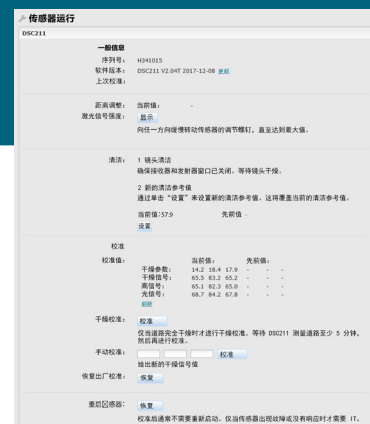 传感器运行
DSC211
一般信息
序列号: H341015
软件版本: DSC211 V2.04T 2017-12-08 更新
上次校准:
距离调整: 当前值: -
激光信号强度: 显示
向任一方向缓慢转动传感器的调节螺钉，直至达到最大值。
清洁: 1 镜头清洁
确保接收器和发射器窗口已关闭。等待镜头干燥。
2 新的清洁参考值
通过单击“设置”来设置新的清洁参考值。这将覆盖当前的清洁参考值。
当前值:57.9 先前值 -
设置
校准
校准值: 当前值: 先前值:
干燥参数: 14.2 18.4 17.9 - - -
干燥信号: 65.5 83.2 65.2 - - -
高信号: 65.1 82.3 65.0 - - -
光信号: 68.7 84.2 67.8 - - -
刷新
干燥校准: 校准
仅当道路完全干燥时才进行干燥校准。等待 DSC211 测量道路至少 5 分钟，
然后再进行校准。
手动校准: 校准
给出新的干燥信号值
恢复出厂校准: 恢复
重启囗感器: 恢复
校准后通常不需要重新启动。仅当传感器出现故障或没有响应时才需要 IT。